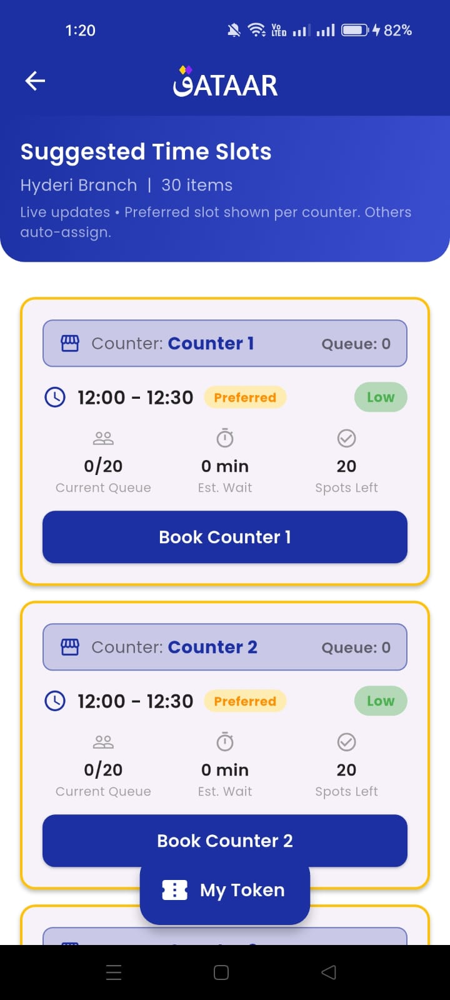 1:20
Vo LTED
82%
قATAAR
Suggested Time Slots
Hyderi Branch | 30 items
Live updates • Preferred slot shown per counter. Others
auto-assign.
Counter: Counter 1 Queue: 0
12:00 - 12:30 Preferred Low
0/20 0 min 20
Current Queue Est. Wait Spots Left
Book Counter 1
Counter: Counter 2 Queue: 0
12:00 - 12:30 Preferred Low
0/20 0 min 20
Current Queue Est. Wait Spots Left
Book Counter 2
My Token